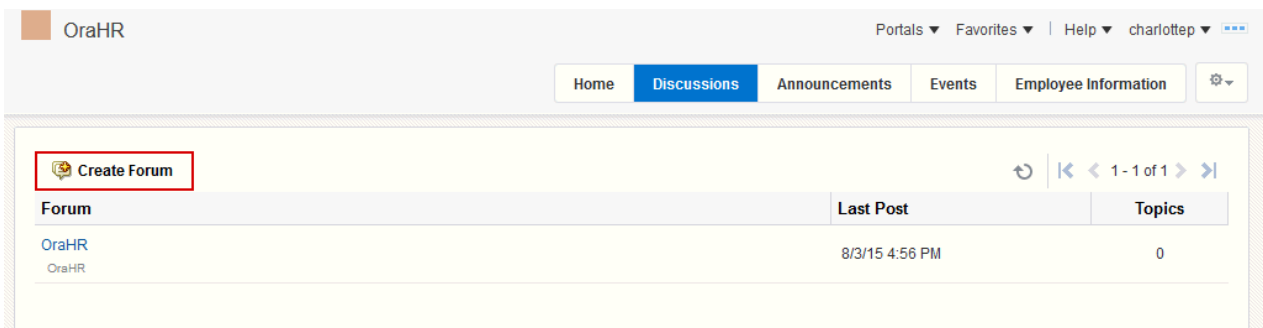 OraHR
Portals Favorites Help charlottep
Home Discussions Announcements Events Employee Information
Create Forum
1 - 1 of 1
Forum Last Post Topics
OraHR
8/3/15 4:56 PM 0
OraHR